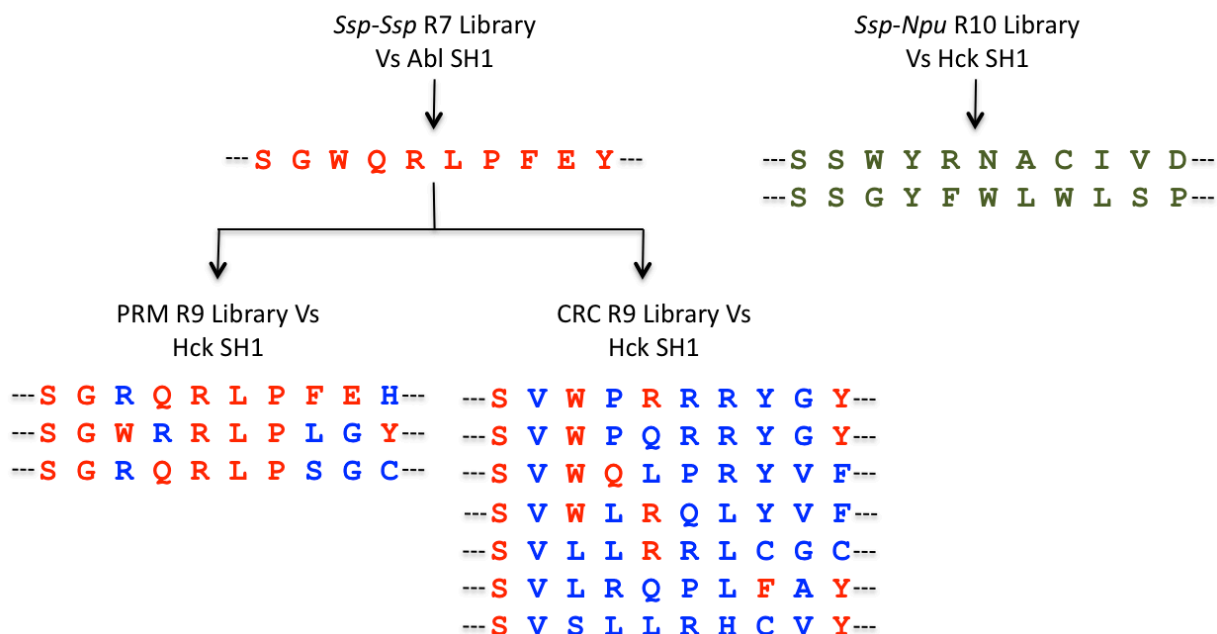 Ssp-Ssp R7 Library
Vs Abl SH1
---S G W Q R L P F E Y---
Ssp-Npu R10 Library
Vs Hck SH1
---S S W Y R N A C I V D---
---S S G Y F W L W L S P---
PRM R9 Library Vs
Hck SH1
---S G R Q R L P F E H---
---S G W R R L P L G Y---
---S G R Q R L P S G C---
CRC R9 Library Vs
Hck SH1
---S V W P R R R Y G Y---
---S V W P Q R R Y G Y---
---S V W Q L P R Y V F---
---S V W L R Q L Y V F---
---S V L L R R L C G C---
---S V L R Q P L F A Y---
---S V S L L R H C V Y---